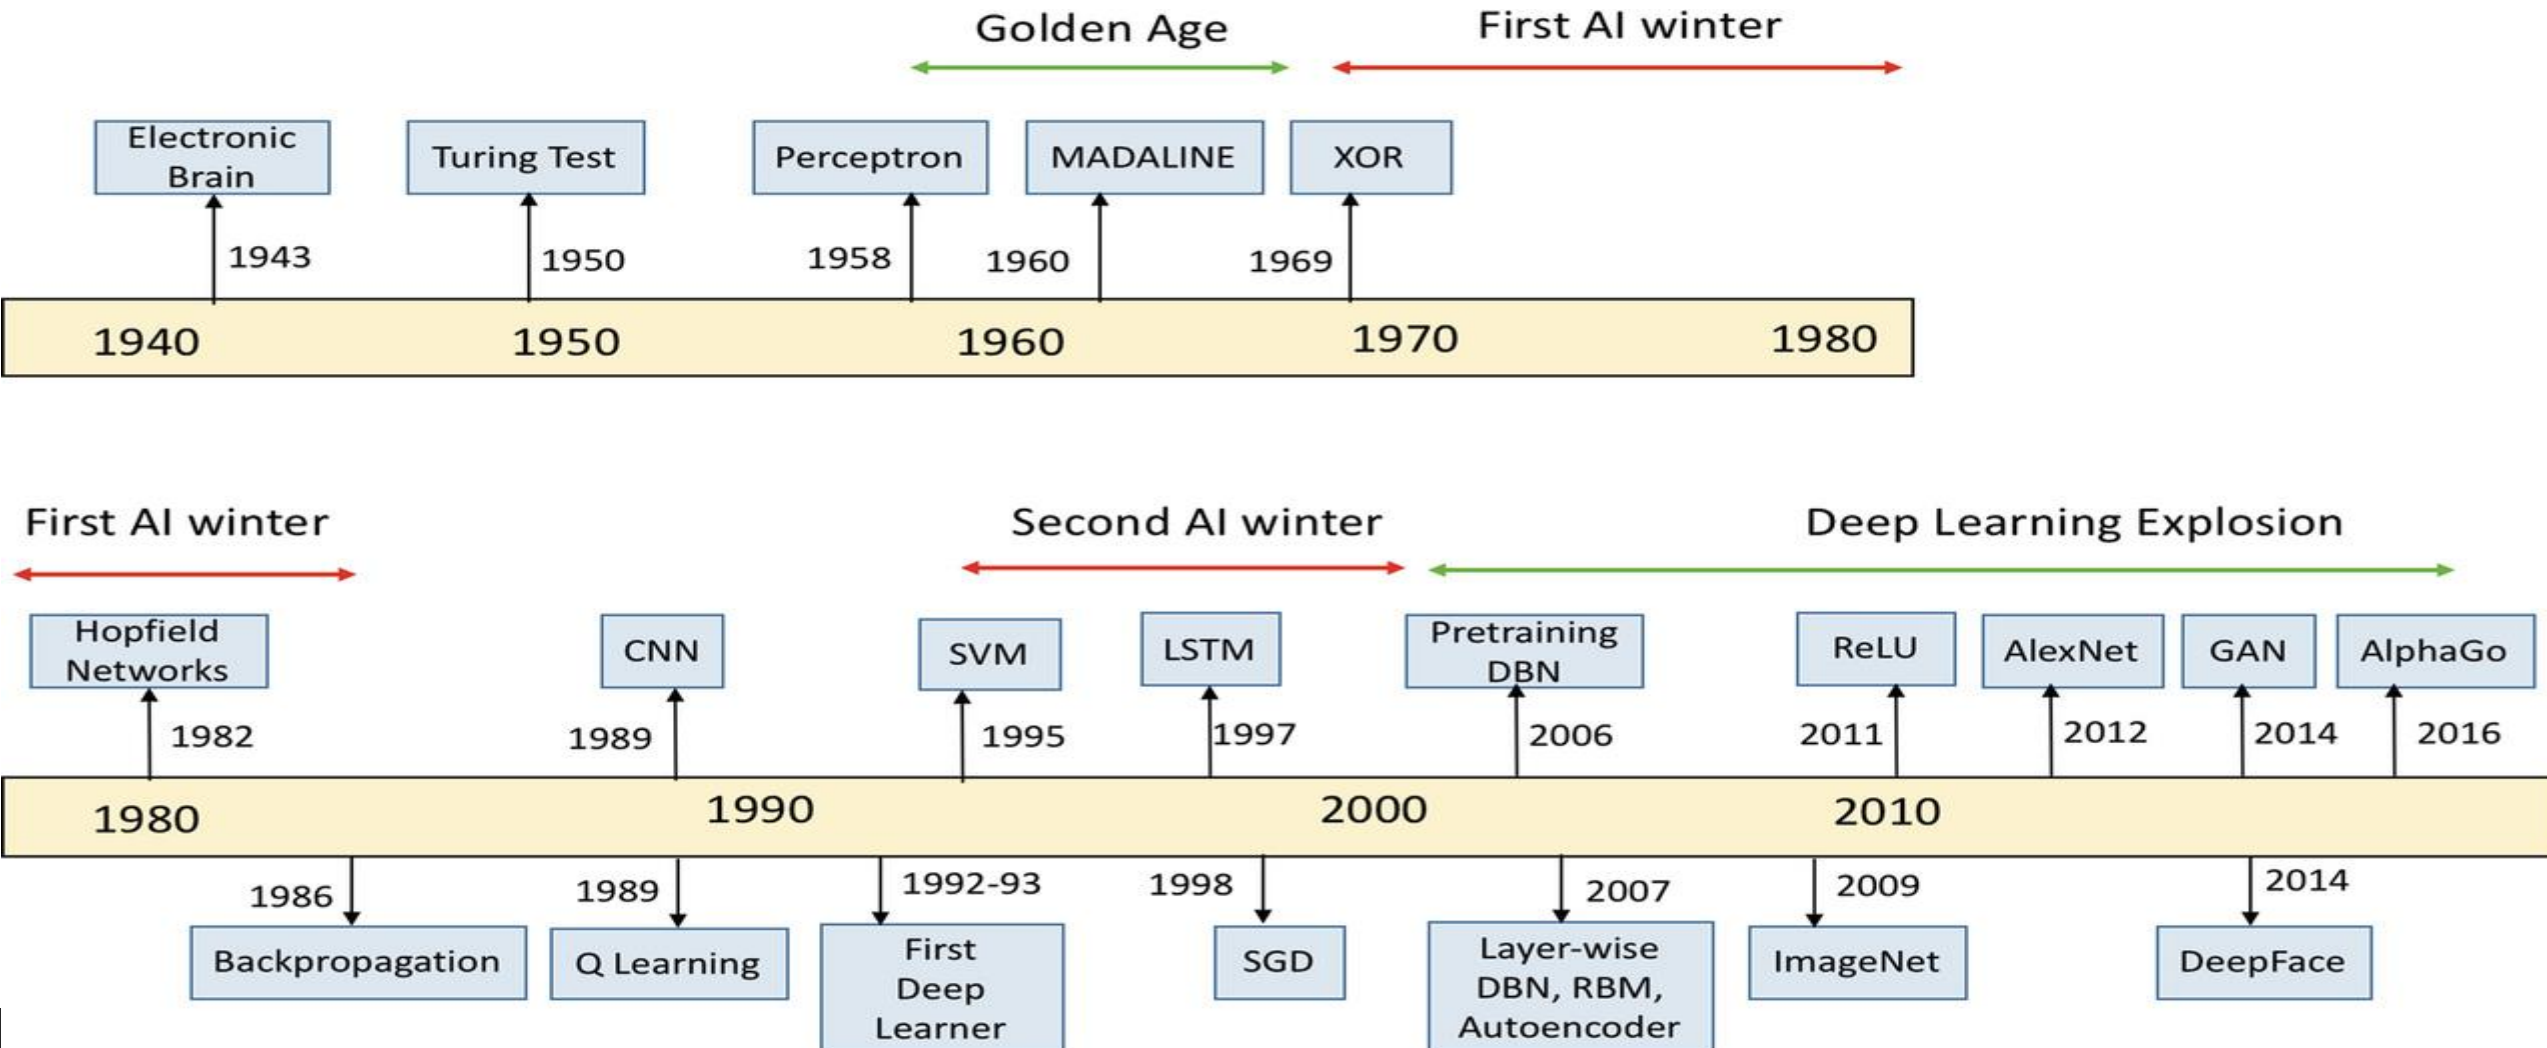 Golden Age
First AI winter
Electronic
Brain
Turing Test
Perceptron
MADALINE
XOR
1943
1950
1958
1960
1969
1940
1950
1960
1970
1980
First AI winter
Second AI winter
Deep Learning Explosion
Hopfield
Networks
CNN
SVM
LSTM
Pretraining
DBN
ReLU
AlexNet
GAN
AlphaGo
1982
1989
1995
1997
2006
2011
2012
2014
2016
1980
1990
2000
2010
1986
1989
1992-93
1998
2007
2009
2014
Backpropagation
Q Learning
First
Deep
Learner
SGD
Layer-wise
DBN, RBM,
Autoencoder
ImageNet
DeepFace